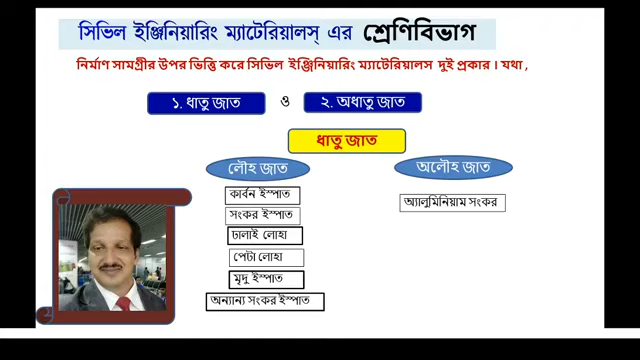 সিভিল ইঞ্জিনিয়ারিং ম্যাটেরিয়ালস্ এর শ্রেণিবিভাগ
নির্মাণ সামগ্রীর উপর ভিত্তি করে সিভিল ইঞ্জিনিয়ারিং ম্যাটেরিয়ালস দুই প্রকার । যথা ,
১. ধাতু জাত ও ২. অধাতু জাত
ধাতু জাত
লৌহ জাত
অলৌহ জাত
কার্বন ইস্পাত
অ্যালুমিনিয়াম সংকর
সংকর ইস্পাত
ঢালাই লোহা
পেটা লোহা
মৃদু ইস্পাত
অন্যান্য সংকর ইস্পাত